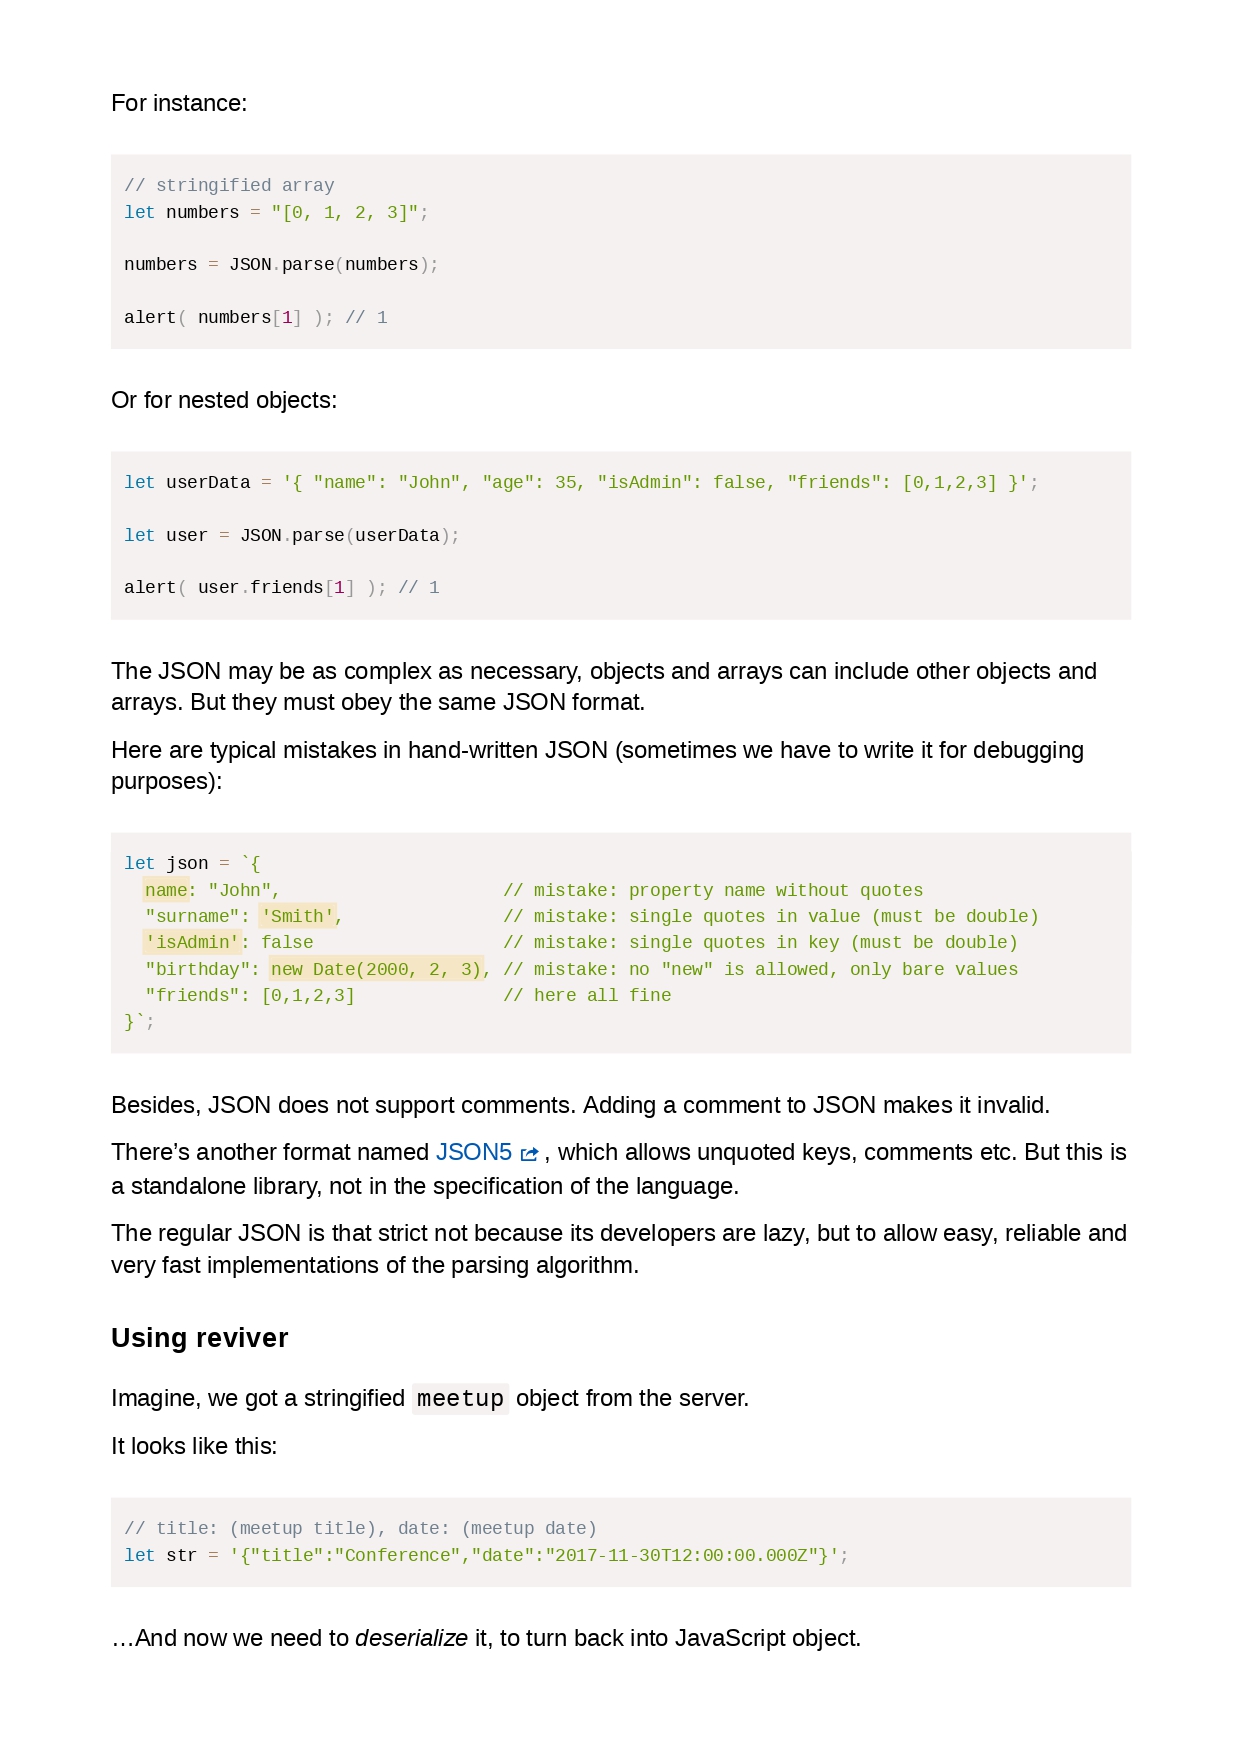 For instance:
// stringified array
let numbers = "[0, 1, 2, 3]";
numbers = JSON.parse(numbers);
alert( numbers[1] ); // 1
Or for nested objects:
let userData = '{ "name": "John", "age": 35, "isAdmin": false, "friends": [0,1,2,3] }';
let user = JSON.parse(userData);
alert( user.friends[1] ); // 1
The JSON may be as complex as necessary, objects and arrays can include other objects and
arrays. But they must obey the same JSON format.
Here are typical mistakes in hand-written JSON (sometimes we have to write it for debugging
purposes):
let json = `{
  name: "John",                     // mistake: property name without quotes
  "surname": 'Smith',               // mistake: single quotes in value (must be double)
  'isAdmin': false                  // mistake: single quotes in key (must be double)
  "birthday": new Date(2000, 2, 3), // mistake: no "new" is allowed, only bare values
  "friends": [0,1,2,3]              // here all fine
}`;
Besides, JSON does not support comments. Adding a comment to JSON makes it invalid.
There’s another format named JSON5 , which allows unquoted keys, comments etc. But this is
a standalone library, not in the specification of the language.
The regular JSON is that strict not because its developers are lazy, but to allow easy, reliable and
very fast implementations of the parsing algorithm.
Using reviver
Imagine, we got a stringified meetup object from the server.
It looks like this:
// title: (meetup title), date: (meetup date)
let str = '{"title":"Conference","date":"2017-11-30T12:00:00.000Z"}';
…And now we need to deserialize it, to turn back into JavaScript object.